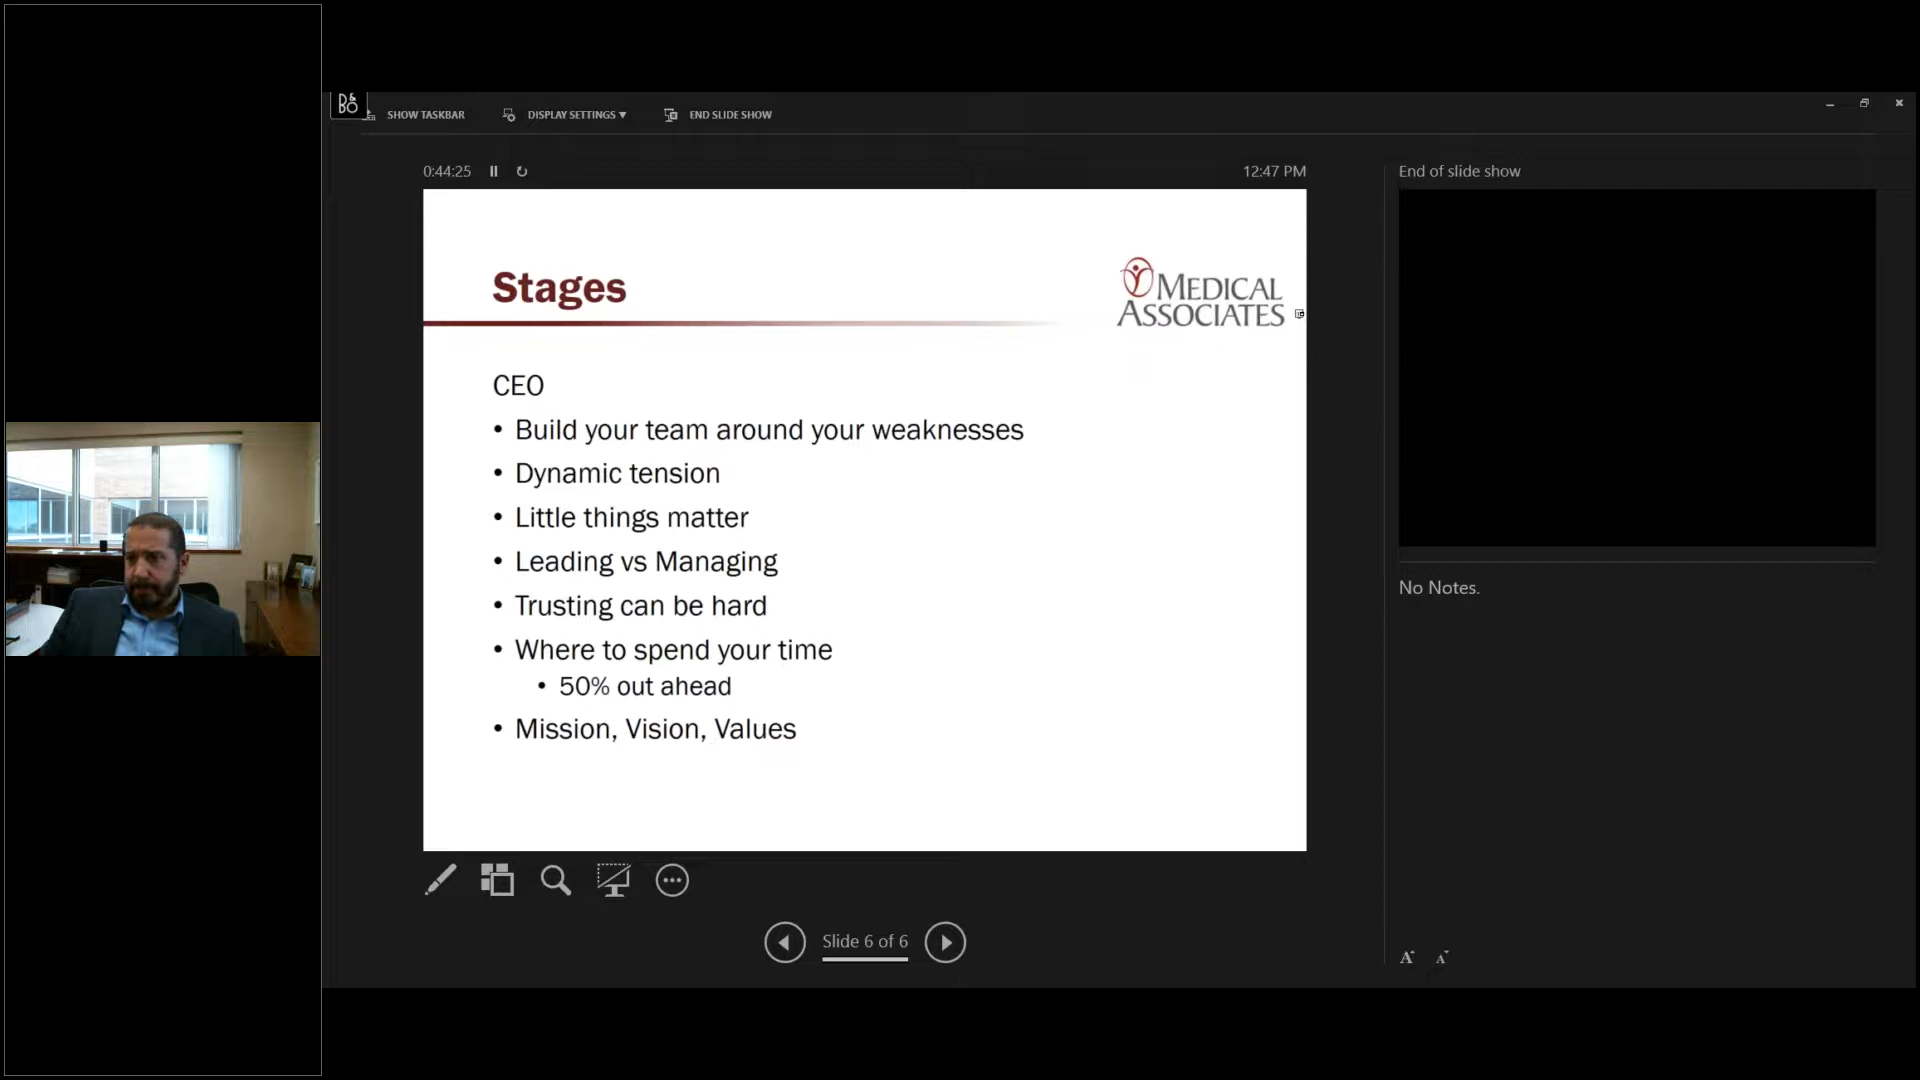 D&
BO
SHOW TASKBAR
DISPLAY SETTINGS ▾
END SLIDE SHOW
0:44:25
12:47 PM
End of slide show
Stages
MEDICAL
ASSOCIATES
CEO
• Build your team around your weaknesses
• Dynamic tension
• Little things matter
• Leading vs Managing
• Trusting can be hard
• Where to spend your time
• 50% out ahead
• Mission, Vision, Values
No Notes.
Slide 6 of 6
A A